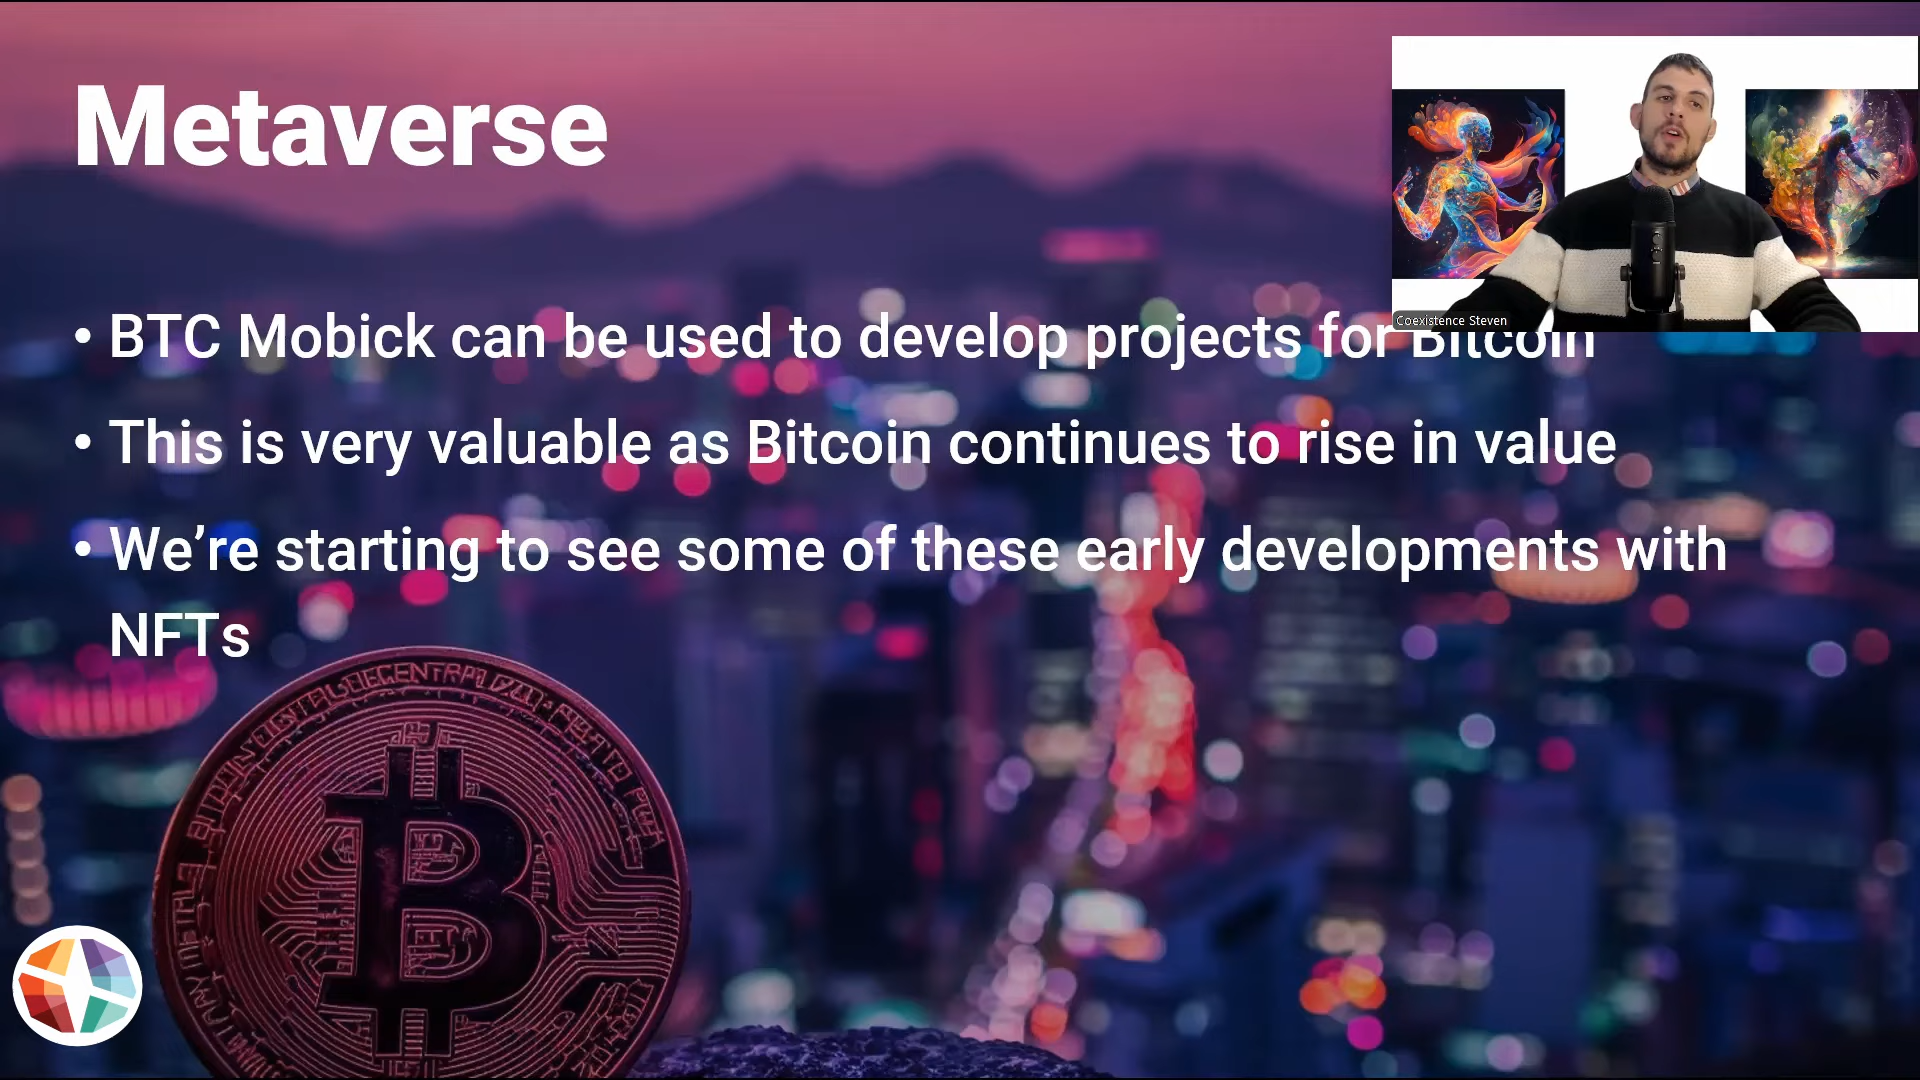 Metaverse
Coexistence Steven
• BTC Mobick can be used to develop projects for Bitcoin
• This is very valuable as Bitcoin continues to rise in value
• We’re starting to see some of these early developments with
NFTs